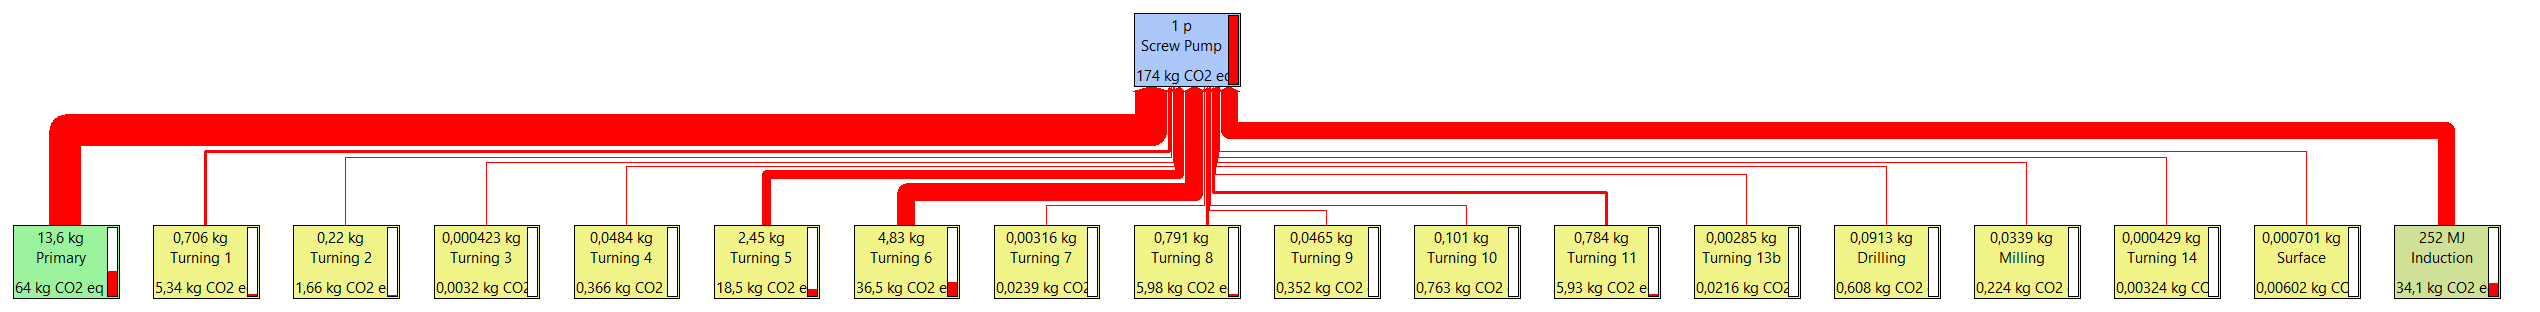 1 p
Screw Pump
174 kg CO2 ec
13,6 kg
Primary
64 kg CO2 eq
0,706 kg
Turning 1
5,34 kg CO2 e
0,22 kg
Turning 2
1,66 kg CO2 e
0,000423 kg
Turning 3
0,0032 kg CO2
0,0484 kg
Turning 4
0,366 kg CO2
2,45 kg
Turning 5
18,5 kg CO2 e
4,83 kg
Turning 6
36,5 kg CO2 e
0,00316 kg
Turning 7
0,0239 kg CO2
0,791 kg
Turning 8
5,98 kg CO2 e
0,0465 kg
Turning 9
0,352 kg CO2
0,101 kg
Turning 10
0,763 kg CO2
0,784 kg
Turning 11
5,93 kg CO2 e
0,00285 kg
Turning 13b
0,0216 kg CO2
0,0913 kg
Drilling
0,608 kg CO2
0,0339 kg
Milling
0,224 kg CO2
0,000429 kg
Turning 14
0,00324 kg CC
0,000701 kg
Surface
0,00602 kg CC
252 MJ
Induction
34,1 kg CO2 e